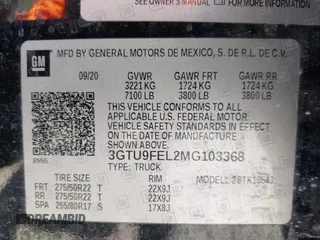 SEE OWNER'S MANUAL
GM
MFD BY GENERAL MOTORS DE MEXICO, S. DE R.L. DE C.V.
09/20 GVWR GAWR FRT GAWR RR
3221 KG 1724 KG 1724 KG
7100 LB 3800 LB 3800 LB
THIS VEHICLE CONFORMS TO ALL
APPLICABLE U.S. FEDERAL MOTOR
VEHICLE SAFETY STANDARDS IN
EFFECT ON THE DATE OF
MANUFACTURE SHOWN ABOVE.
3GTU9FEL2MG103368
TYPE: TRUCK
TIRE SIZE RIM
FRT 275/50R22 T 22X9J
RR 275/50R22 T 22X9J
SPA 255/80R17 S 17X8J
DREAMBID